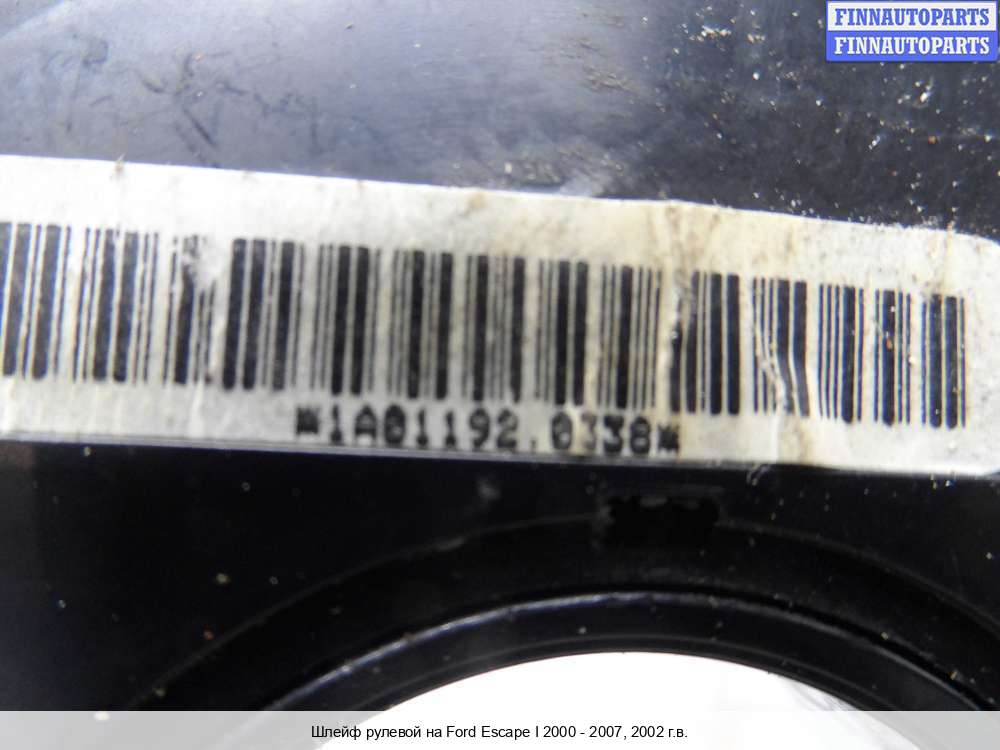 FINNAUTOPARTS
FINNAUTOPARTS
*1A01192.0338*
Шлейф рулевой на Ford Escape I 2000 - 2007, 2002 г.в.